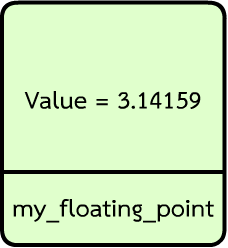 Value = 3.14159
my_floating_point